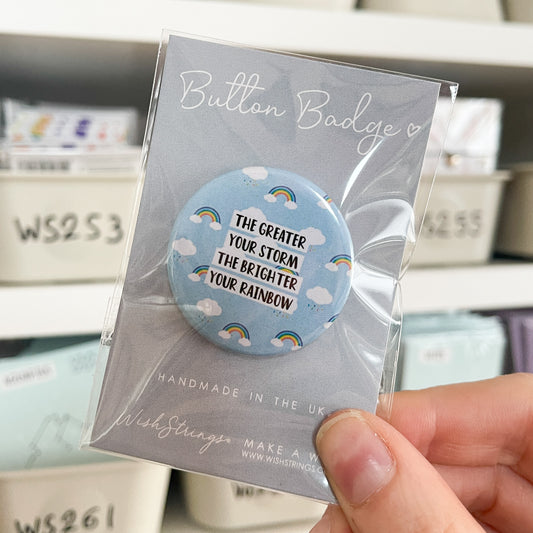 Button Badge
THE GREATER
YOUR STORM
THE BRIGHTER
YOUR RAINBOW
HANDMADE IN THE UK
WishStrings
MAKE A W
WWW.WISHSTRINGS.C
WS253
S255
WS261